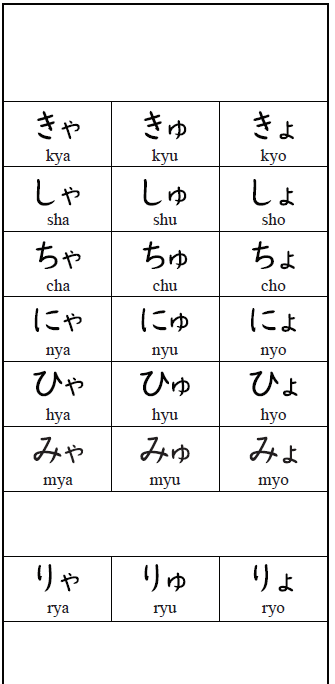 きゃ きゅ きょ
kya kyu kyo
しゃ しゅ しょ
sha shu sho
ちゃ ちゅ ちょ
cha chu cho
にゃ にゅ にょ
nya nyu nyo
ひゃ ひゅ ひょ
hya hyu hyo
みゃ みゅ みょ
mya myu myo
りゃ りゅ りょ
rya ryu ryo